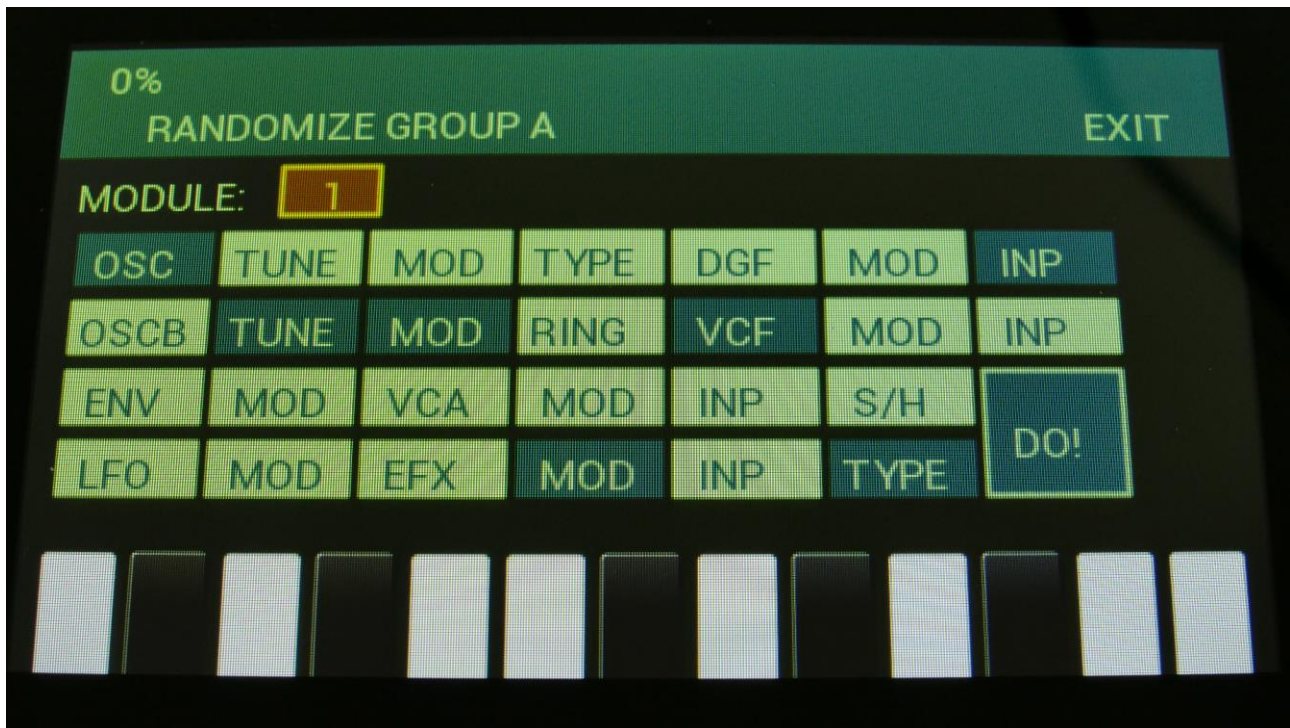 0%
RANDOMIZE GROUP A EXIT
MODULE: 1
OSC TUNE MOD TYPE DGF MOD INP
OSCB TUNE MOD RING VCF MOD INP
ENV MOD VCA MOD INP S/H
DO!
LFO MOD EFX MOD INP TYPE